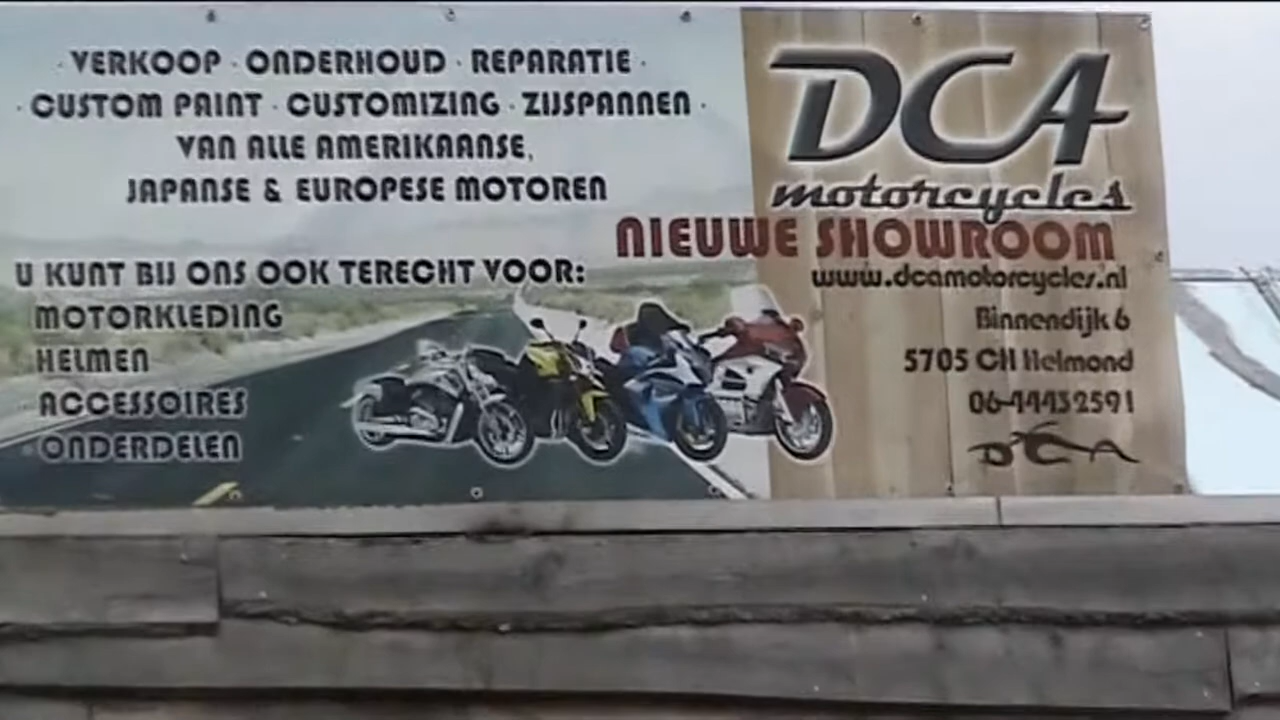 · VERKOOP · ONDERHOUD · REPARATIE ·
· CUSTOM PAINT · CUSTOMIZING · ZIJSPANNEN ·
VAN ALLE AMERIKAANSE,
JAPANSE & EUROPESE MOTOREN
U KUNT BIJ ONS OOK TERECHT VOOR:
MOTORKLEDING
HELMEN
ACCESSOIRES
ONDERDELEN
DCA
motorcycles
NIEUWE SHOWROOM
www.dcamotorcycles.nl
Binnendijk 6
5705 CH Helmond
06-44452591
DCA